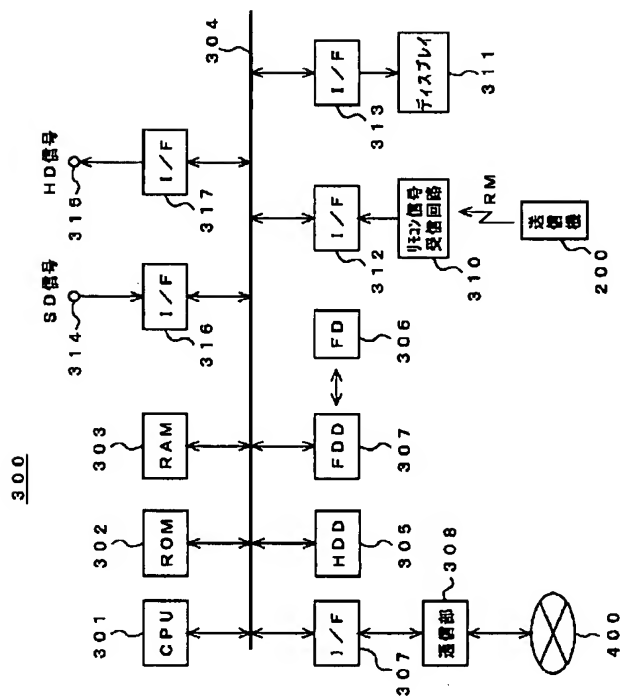 300
SD信号
HD信号
314
315
301
302
303
CPU
ROM
RAM
I/F
I/F
316
317
304
I/F
HDD
FDD
FD
I/F
I/F
307
305
307
306
312
313
308
通信部
リモコン信号
受信回路
ディスプレイ
310
311
RM
400
送信機
200